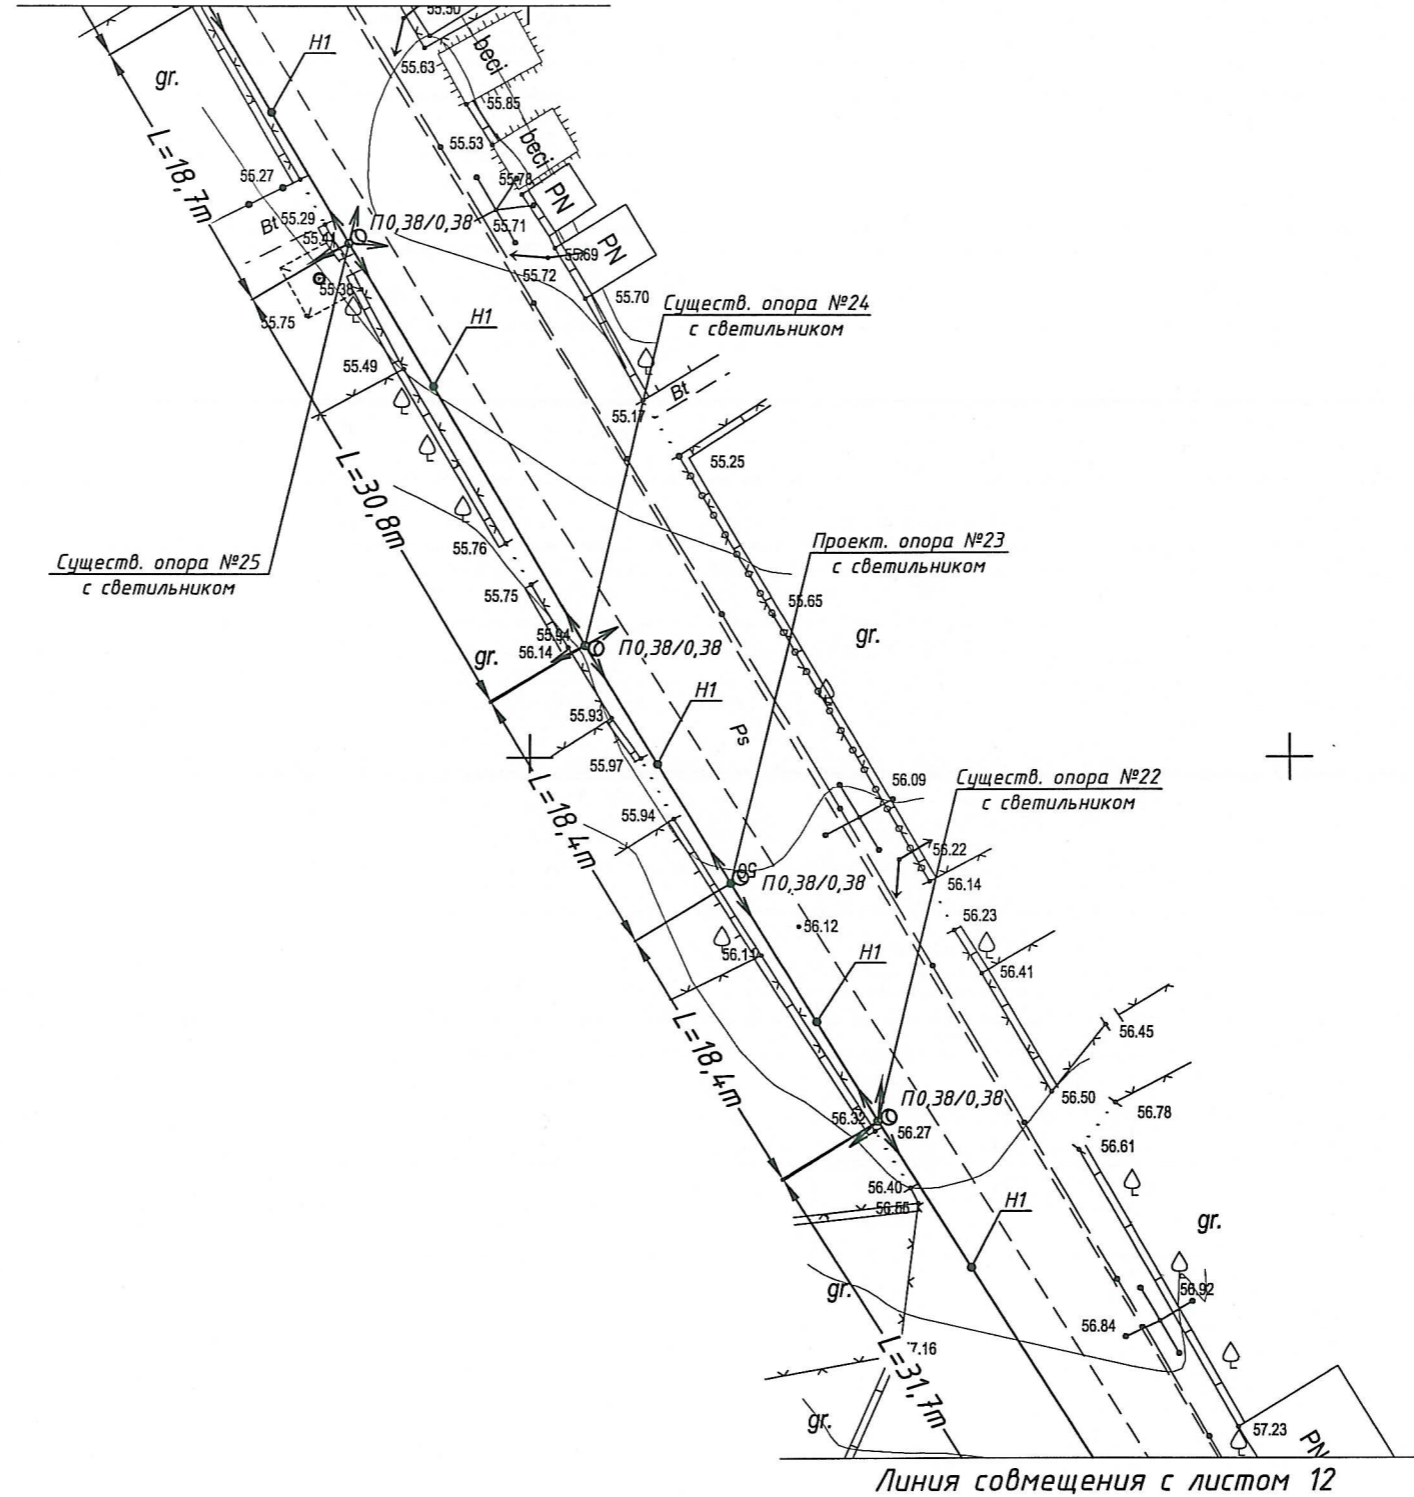 55.50
H1
gr.
55.63
beci
55.85
L=18,7m
55.53
beci
55.27
55.78
PN
Bt
55.29
55.41
П0,38/0,38
55.71
PN
55.69
55.38
55.72
55.75
H1
55.70
Существ. опора №24
с светильником
55.49
Bt
55.17
55.25
L=30,8m
Существ. опора №25
с светильником
55.76
Проект. опора №23
с светильником
55.75
55.65
gr.
55.94
56.14
gr.
П0,38/0,38
H1
55.93
Ps
55.97
56.09
Существ. опора №22
с светильником
L=18,4m
55.94
56.22
56
П0,38/0,38
56.14
56.12
56.23
56.11
H1
56.41
L=18,4m
56.45
П0,38/0,38
56.32
56.27
56.50
56.78
56.61
56.40
56.56
H1
gr.
gr.
56.92
56.84
7.16
L=31,7m
gr.
57.23
PN
Линия совмещения с листом 12